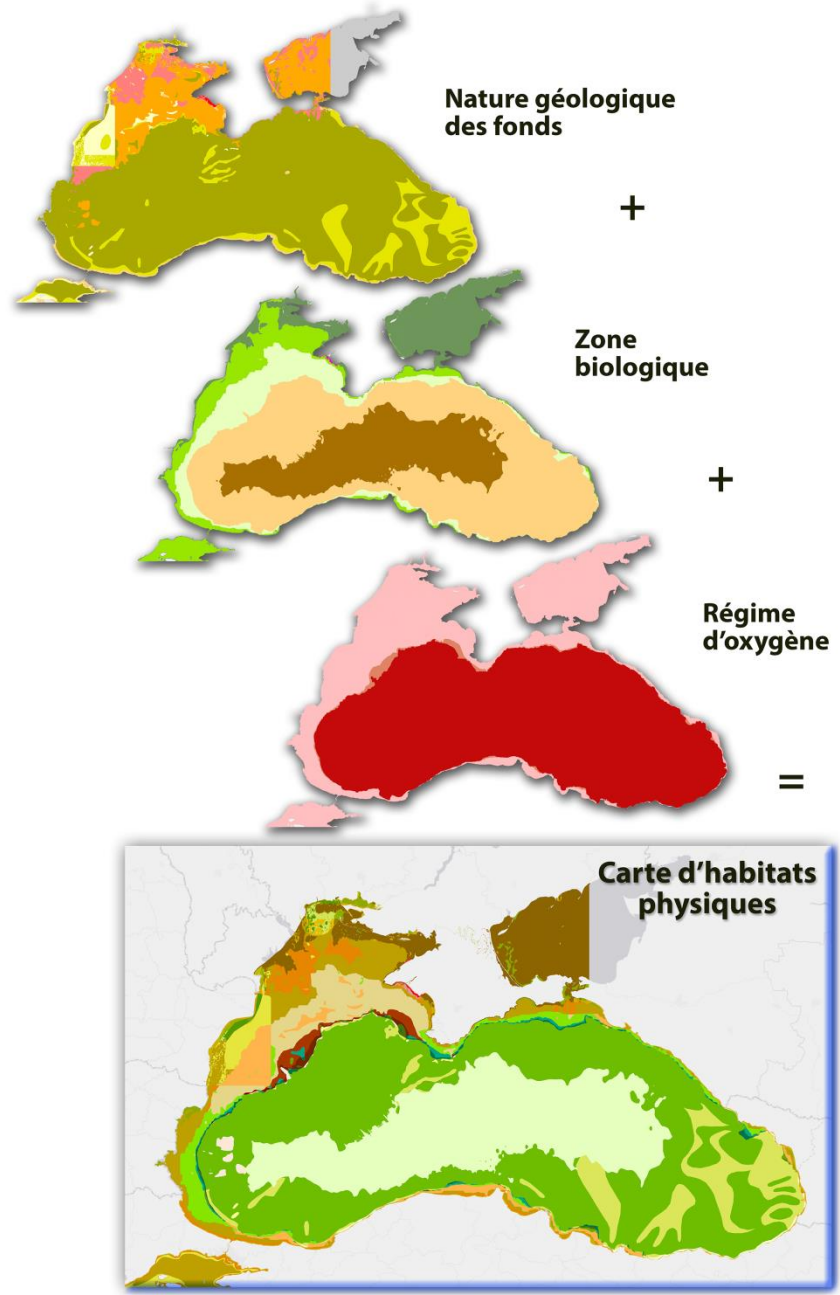 Nature géologique
des fonds
+
Zone
biologique
+
Régime
d'oxygène
=
Carte d'habitats
physiques